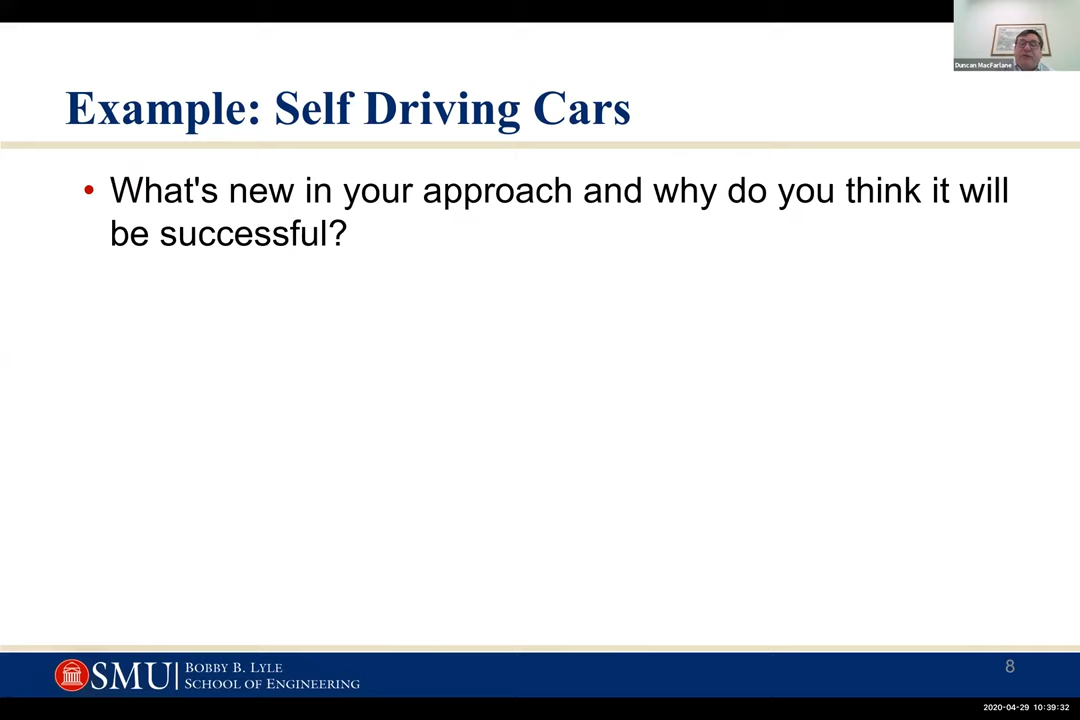 Duncan MacFarlane
Example: Self Driving Cars
• What's new in your approach and why do you think it will
be successful?
SMU
BOBBY B. LYLE
SCHOOL OF ENGINEERING
8
2020-04-29 10:39:32